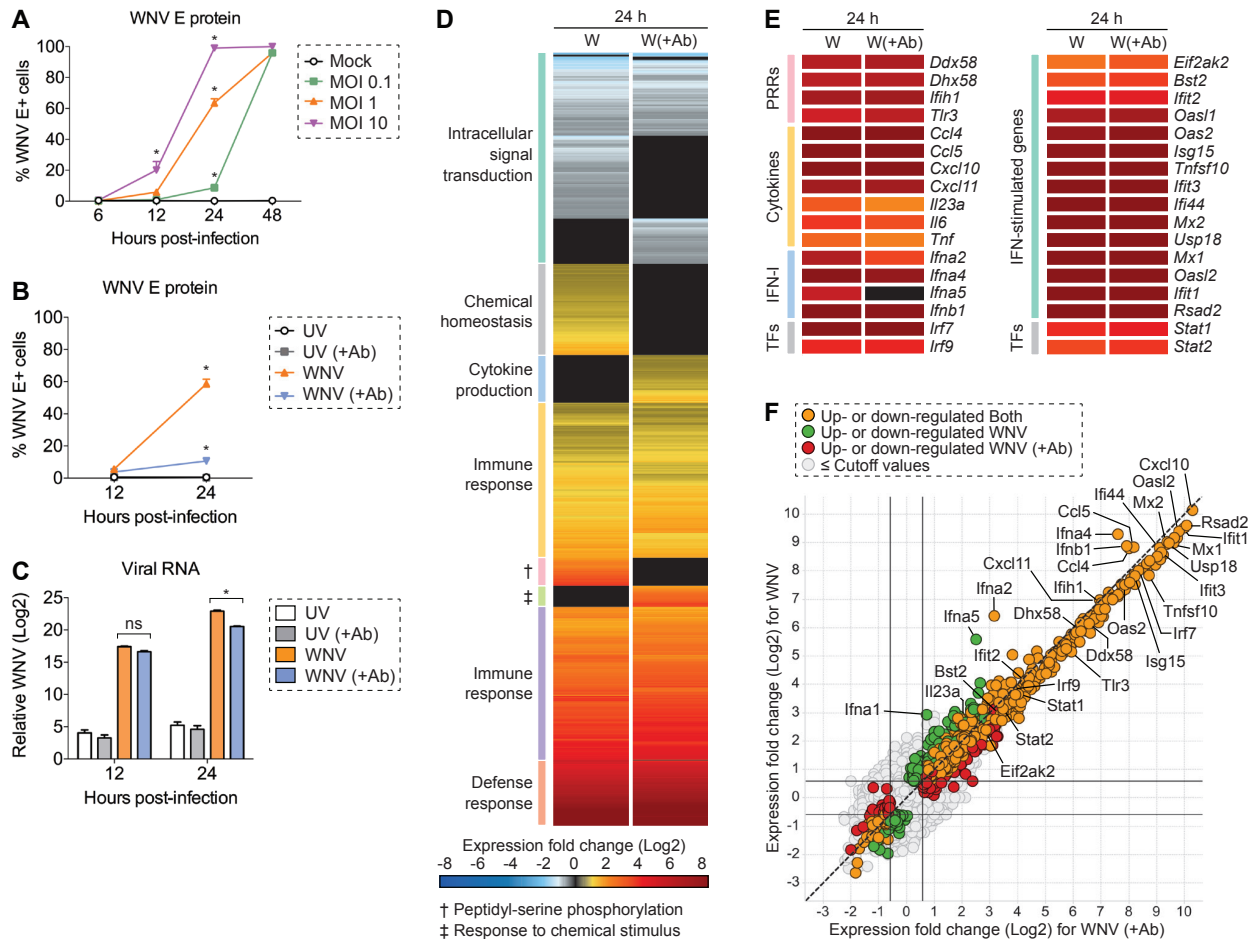 A
WNV E protein
% WNV E+ cells
100
80
60
40
20
0
6
12
24
48
*
*
*
*
Hours post-infection
Mock
MOI 0.1
MOI 1
MOI 10
B
WNV E protein
% WNV E+ cells
100
80
60
40
20
0
12
24
*
*
Hours post-infection
UV
UV (+Ab)
WNV
WNV (+Ab)
C
Viral RNA
Relative WNV (Log2)
25
20
15
10
5
0
ns
*
12
24
Hours post-infection
UV
UV (+Ab)
WNV
WNV (+Ab)
D
24 h
W
W(+Ab)
Intracellular
signal
transduction
Chemical
homeostasis
Cytokine
production
Immune
response
†
‡
Immune
response
Defense
response
Expression fold change (Log2)
-8 -6 -4 -2 0 2 4 6 8
† Peptidyl-serine phosphorylation
‡ Response to chemical stimulus
E
24 h
W
W(+Ab)
PRRs
Ddx58
Dhx58
Ifih1
Tlr3
Cytokines
Ccl4
Ccl5
Cxcl10
Cxcl11
Il23a
Il6
Tnf
IFN-I
Ifna2
Ifna4
Ifna5
Ifnb1
TFs
Irf7
Irf9
24 h
W
W(+Ab)
IFN-stimulated genes
Eif2ak2
Bst2
Ifit2
Oasl1
Oas2
Isg15
Tnfsf10
Ifit3
Ifi44
Mx2
Usp18
Mx1
Oasl2
Ifit1
Rsad2
TFs
Stat1
Stat2
F
Up- or down-regulated Both
Up- or down-regulated WNV
Up- or down-regulated WNV (+Ab)
≤ Cutoff values
Expression fold change (Log2) for WNV
10
9
8
7
6
5
4
3
2
1
0
-1
-2
-3
Cxcl10
Oasl2
Ifi44
Mx2
Ccl5
Rsad2
Ifna4
Ifit1
Ifnb1
Mx1
Ccl4
Usp18
Cxcl11
Ifit3
Ifna2
Ifih1
Tnfsf10
Ifna5
Dhx58
Oas2
Irf7
Ifit2
Ddx58
Isg15
Bst2
Irf9
Tlr3
Il23a
Stat1
Ifna1
Stat2
Eif2ak2
-3 -2 -1 0 1 2 3 4 5 6 7 8 9 10
Expression fold change (Log2) for WNV (+Ab)